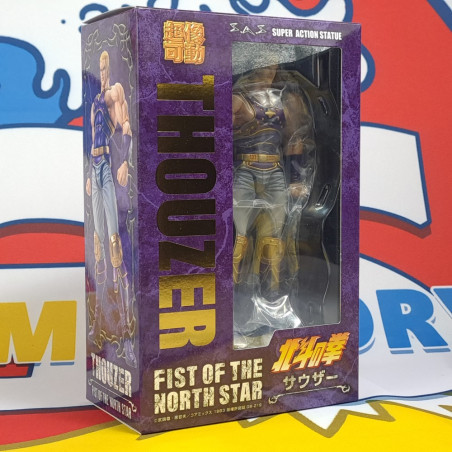 超像
可動
S.A.S
SUPER ACTION STATUE
THOUZER
FIST OF THE
NORTH STAR
北斗の拳
サウザー
THOUZER
FIST OF THE NORTH STAR